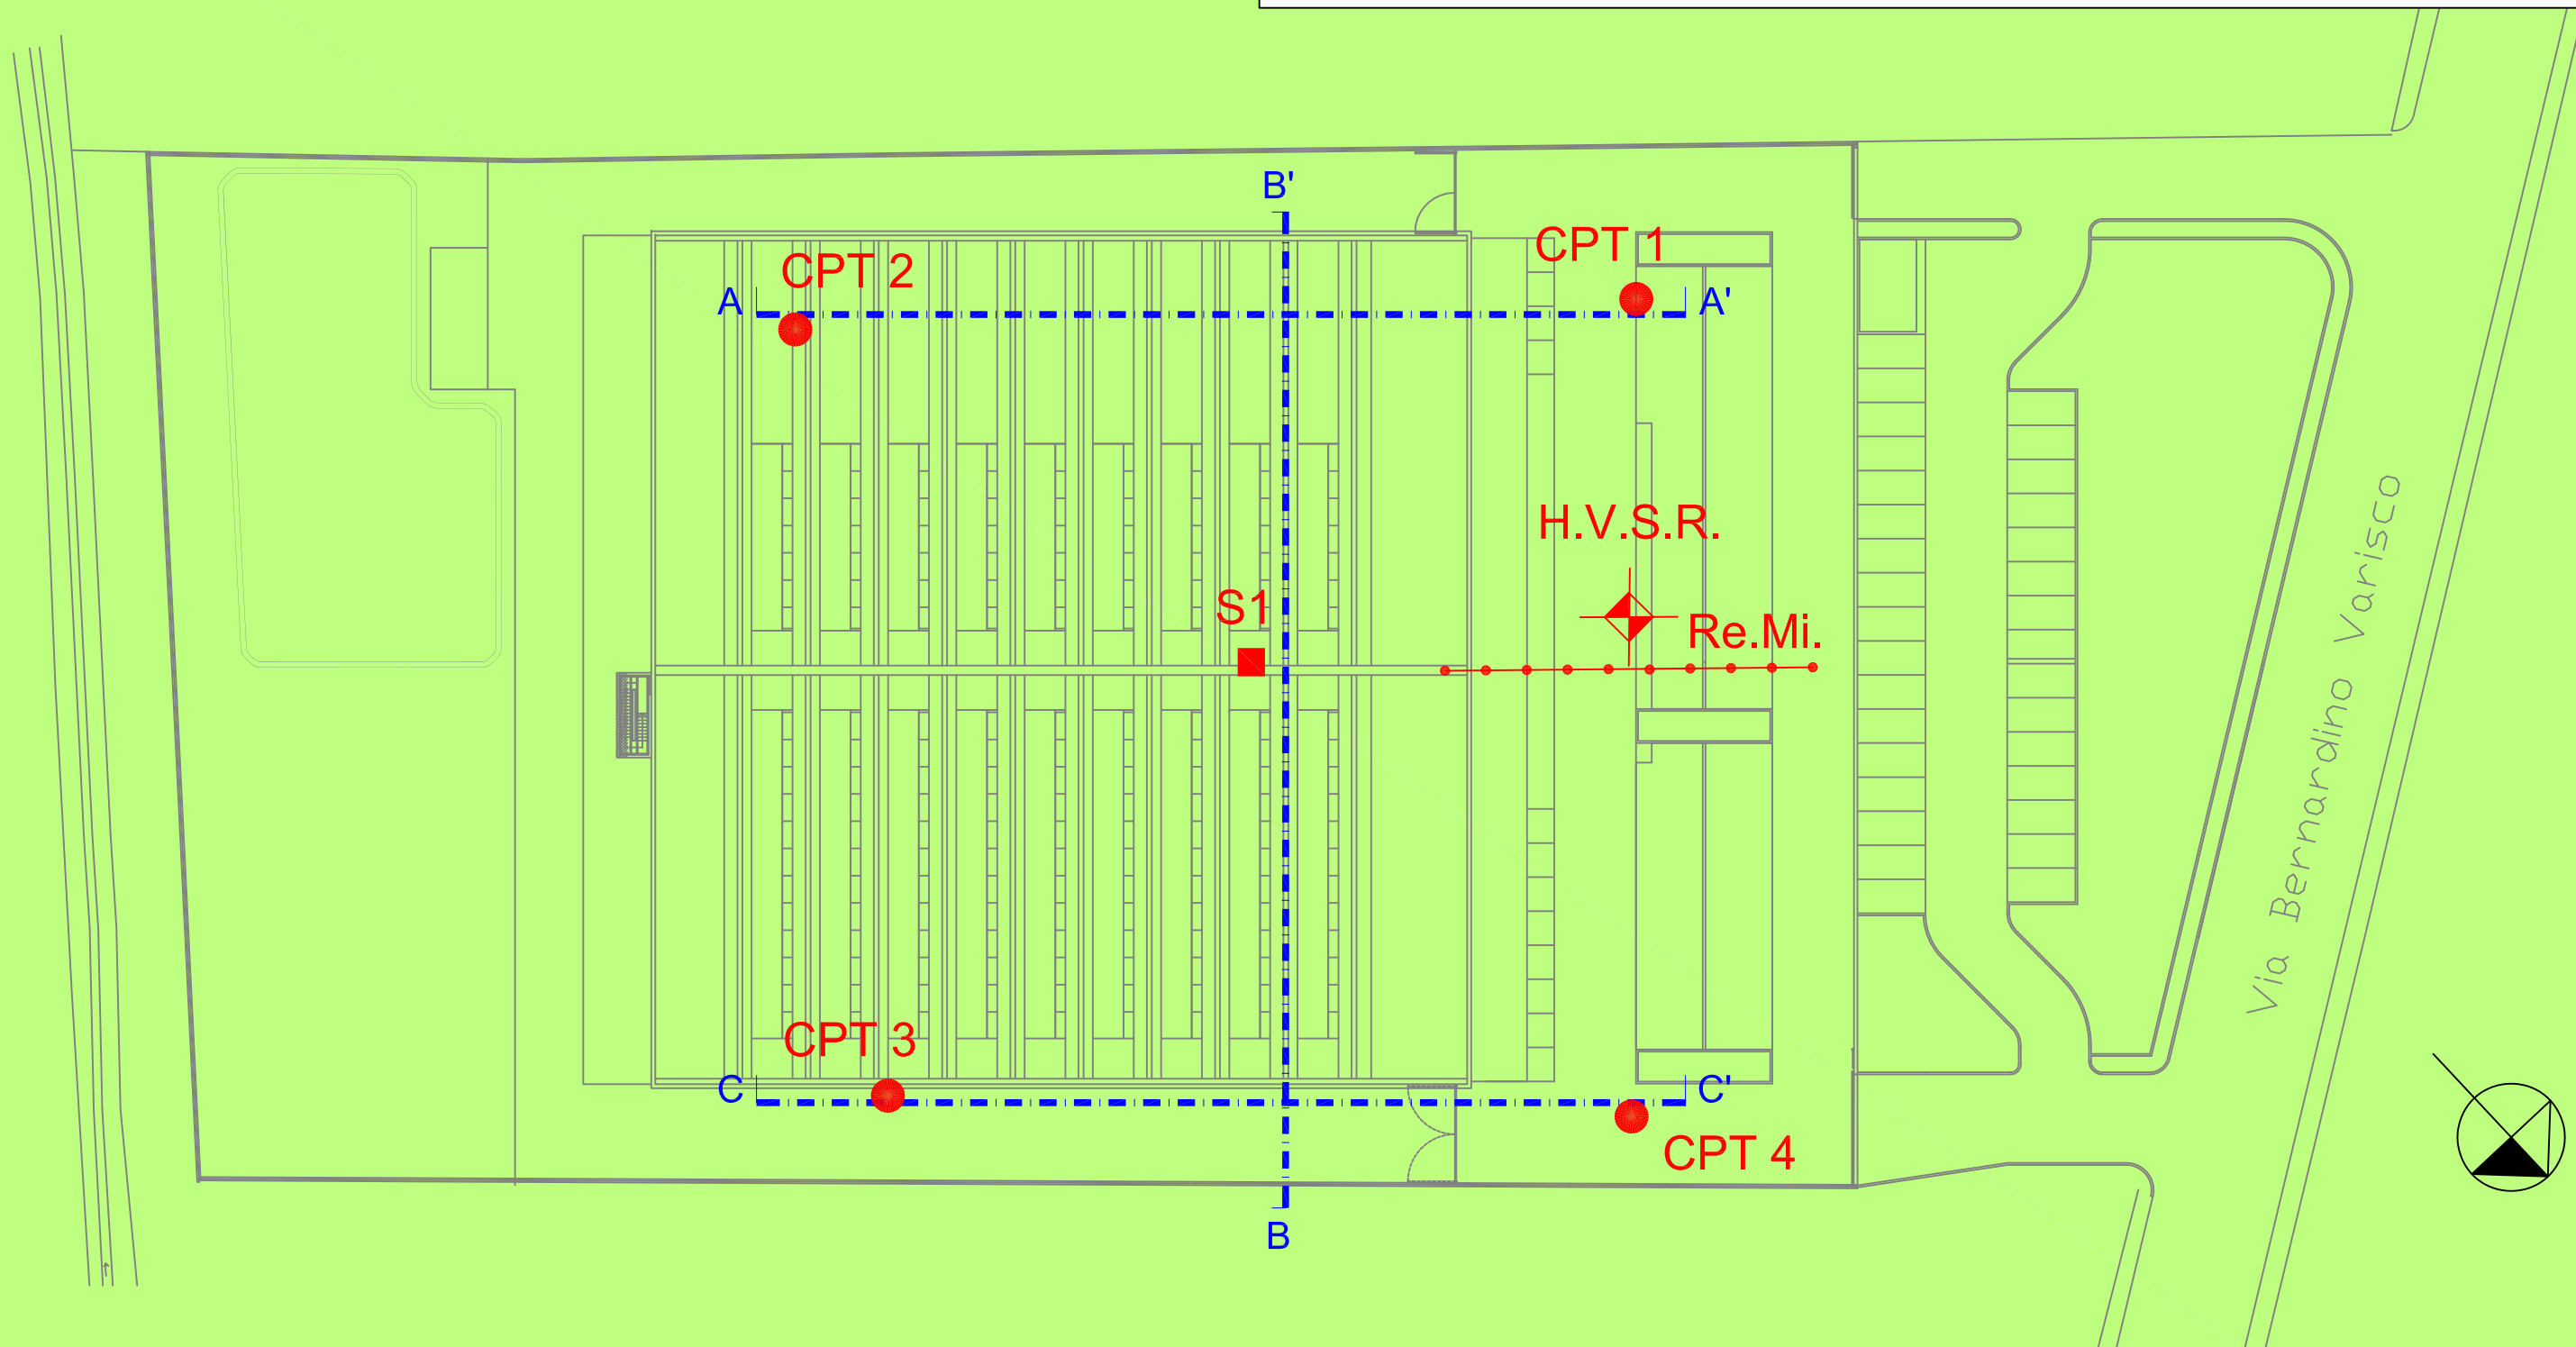 B'
CPT 1
CPT 2
A
A'
H.V.S.R.
S1
Re.Mi.
Via Bernardino Varisco
CPT 3
C
C'
CPT 4
B